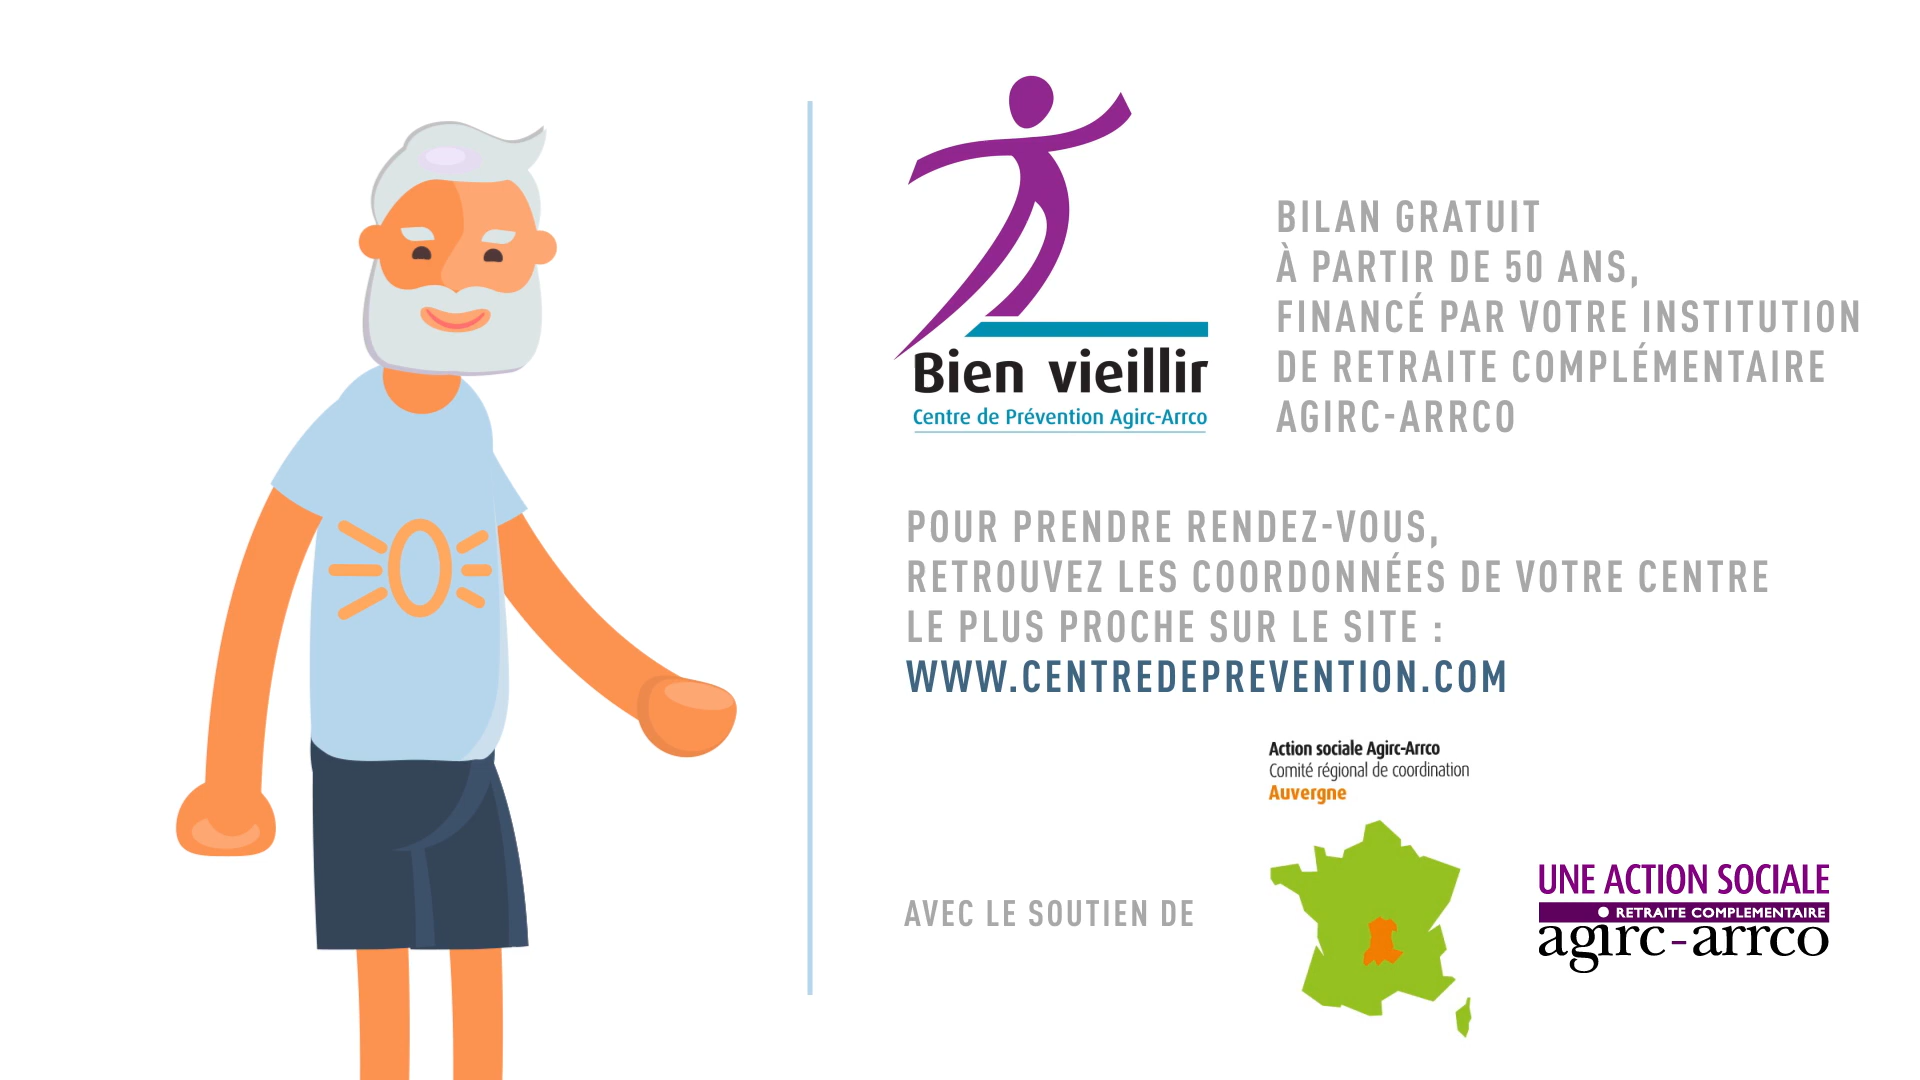 Bien vieillir
Centre de Prévention Agirc-Arrco
BILAN GRATUIT
À PARTIR DE 50 ANS,
FINANCÉ PAR VOTRE INSTITUTION
DE RETRAITE COMPLÉMENTAIRE
AGIRC-ARRCO
POUR PRENDRE RENDEZ-VOUS,
RETROUVEZ LES COORDONNÉES DE VOTRE CENTRE
LE PLUS PROCHE SUR LE SITE :
WWW.CENTREDEPREVENTION.COM
AVEC LE SOUTIEN DE
Action sociale Agirc-Arrco
Comité régional de coordination
Auvergne
UNE ACTION SOCIALE
RETRAITE COMPLEMENTAIRE
agirc-arrco